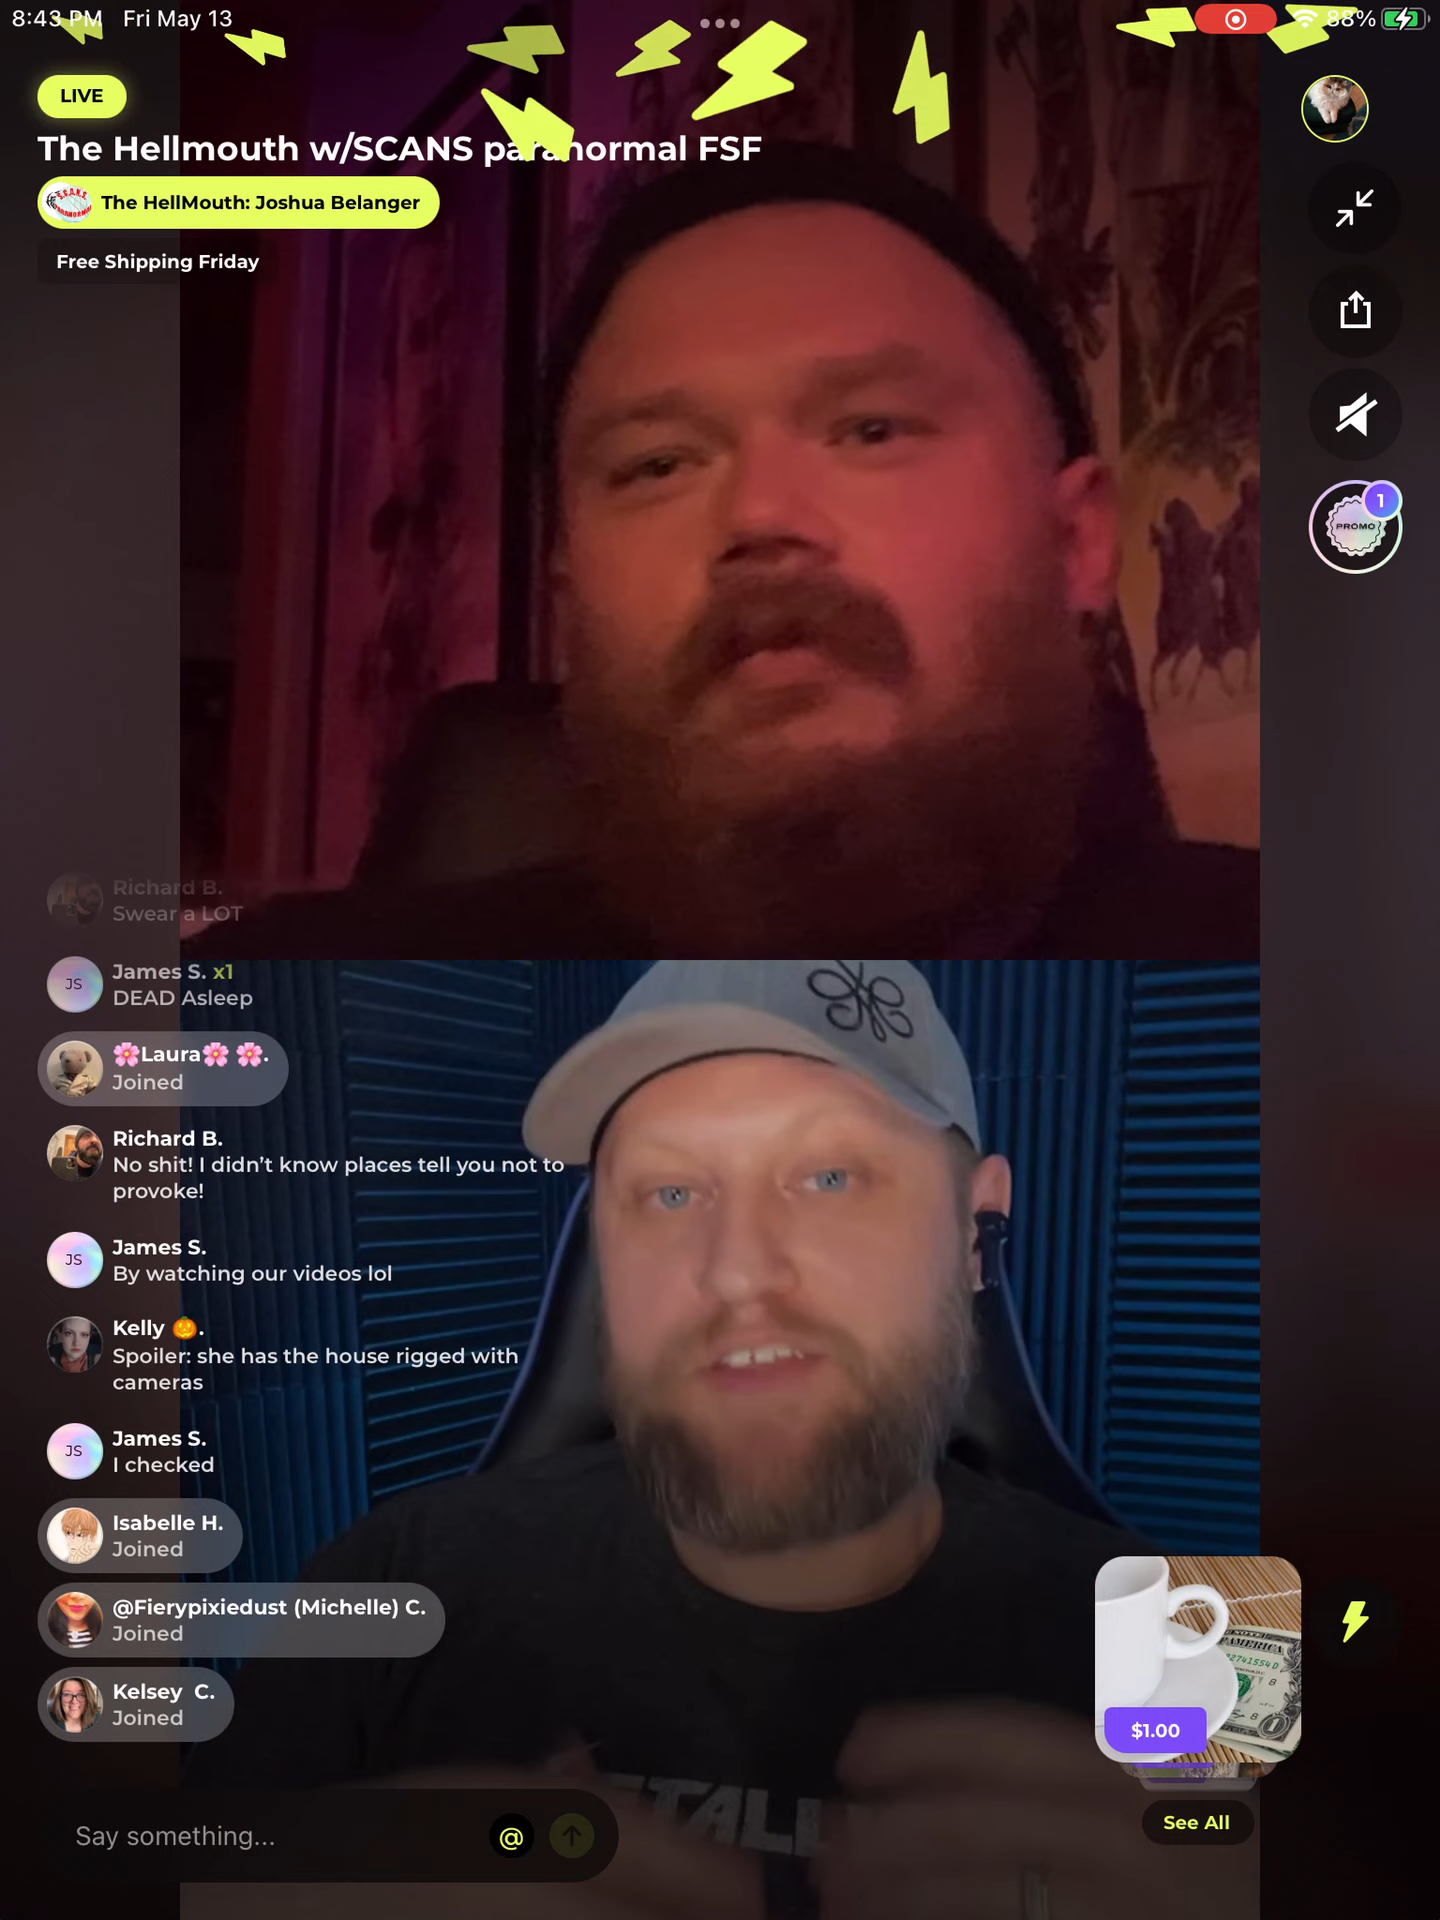 8:43 PM Fri May 13
88%
LIVE
The Hellmouth w/SCANS paranormal FSF
The HellMouth: Joshua Belanger
Free Shipping Friday
1
PROMO
Richard B.
Swear a LOT
JS
James S. x1
DEAD Asleep
🌸Laura🌸 🌸.
Joined
Richard B.
No shit! I didn’t know places tell you not to
provoke!
JS
James S.
By watching our videos lol
Kelly 🎃.
Spoiler: she has the house rigged with
cameras
JS
James S.
I checked
Isabelle H.
Joined
@Fierypixiedust (Michelle) C.
Joined
Kelsey C.
Joined
$1.00
See All
Say something...
@